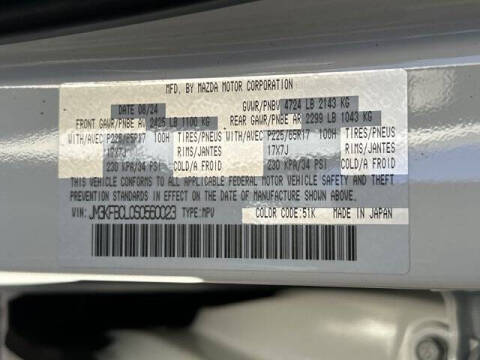 MFD. BY MAZDA MOTOR CORPORATION
DATE 08/24 GVWR/PNBV 4724 LB 2143 KG
FRONT GAWR/PNBE AV 2425 LB 1100 KG REAR GAWR/PNBE AR 2299 LB 1043 KG
WITH/AVEC P225/65R17 100H TIRES/PNEUS WITH/AVEC P225/65R17 100H TIRES/PNEUS
17X7J 17X7J
230 KPA/34 PSI COLD/A FROID 230 KPA/34 PSI COLD/A FROID
THIS VEHICLE CONFORMS TO ALL APPLICABLE FEDERAL MOTOR VEHICLE SAFETY
AND THEFT PREVENTION STANDARDS IN EFFECT ON THE DATE OF MANUFACTURE
SHOWN ABOVE.
VIN: JM3KFBCL0S0560023 TYPE:MPV COLOR CODE:51K MADE IN JAPAN